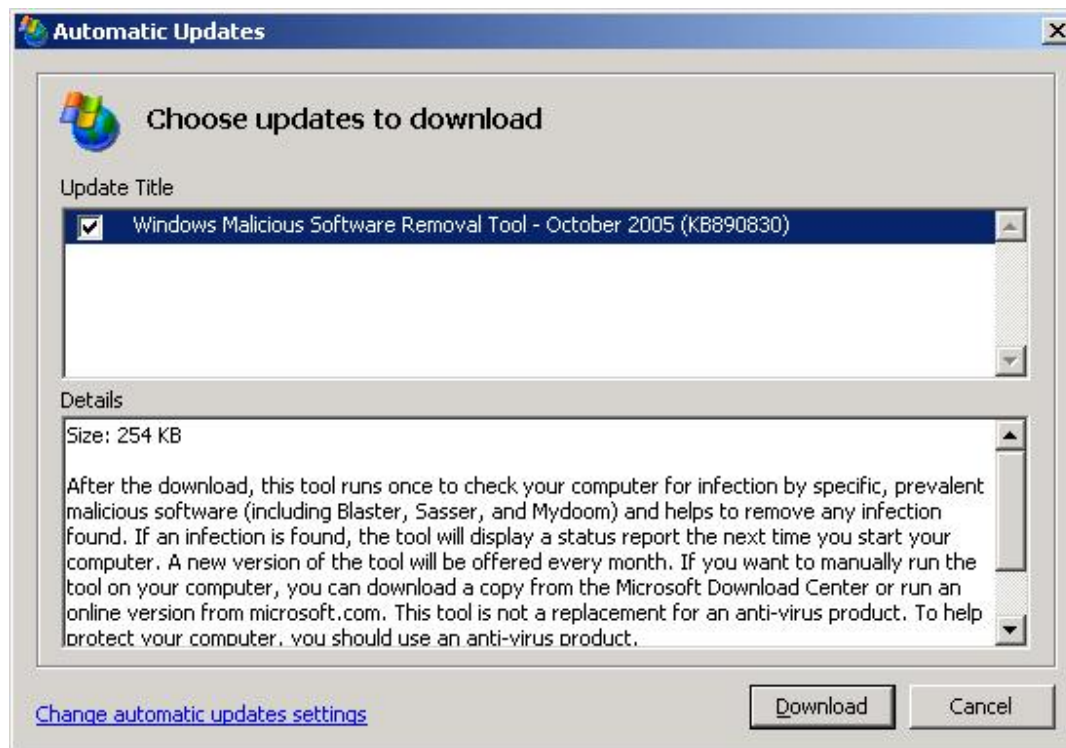 Automatic Updates
Choose updates to download
Update Title
Windows Malicious Software Removal Tool - October 2005 (KB890830)
Details
Size: 254 KB
After the download, this tool runs once to check your computer for infection by specific, prevalent
malicious software (including Blaster, Sasser, and Mydoom) and helps to remove any infection
found. If an infection is found, the tool will display a status report the next time you start your
computer. A new version of the tool will be offered every month. If you want to manually run the
tool on your computer, you can download a copy from the Microsoft Download Center or run an
online version from microsoft.com. This tool is not a replacement for an anti-virus product. To help
protect your computer, you should use an anti-virus product.
Change automatic updates settings
Download
Cancel